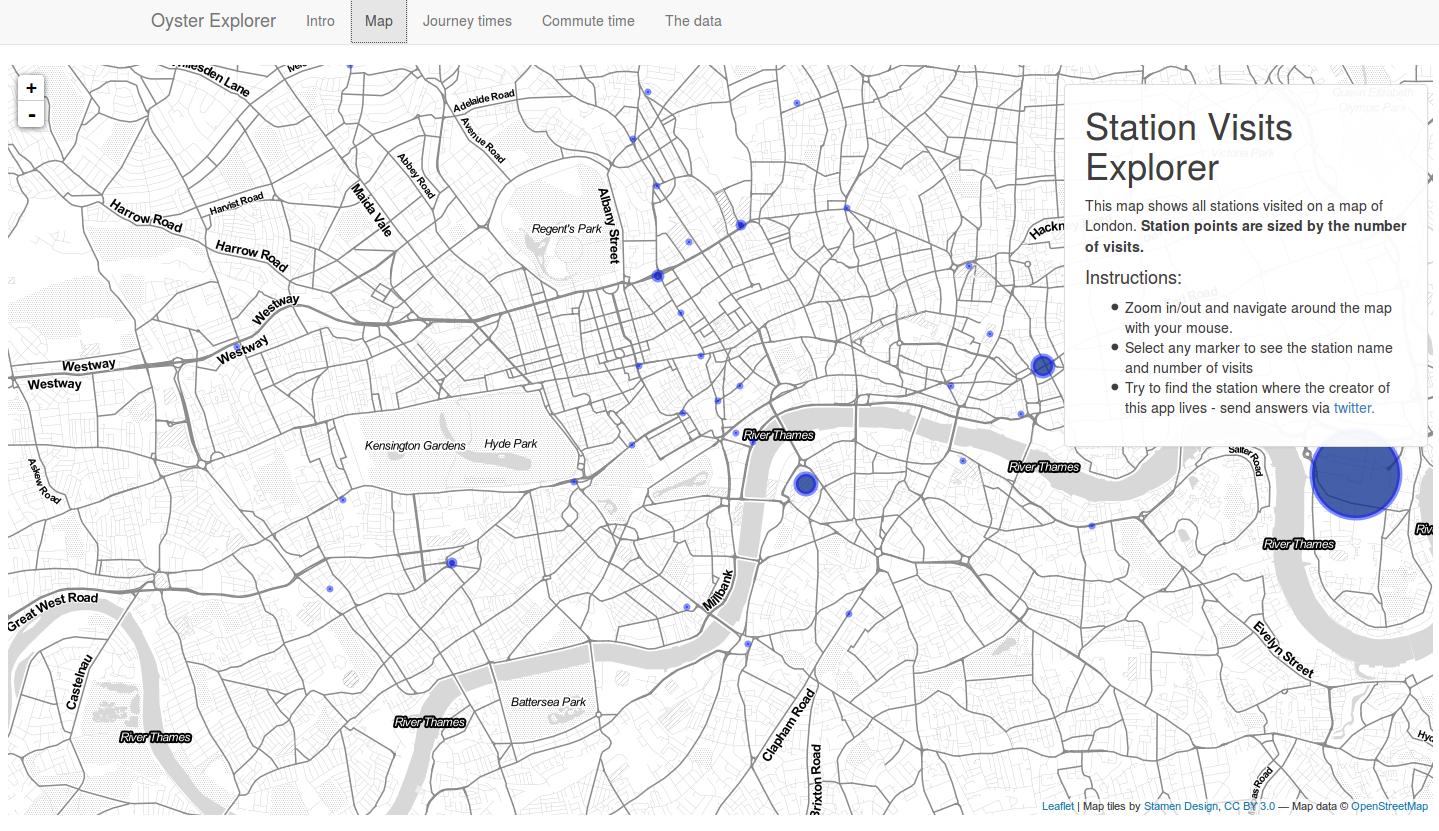 Oyster Explorer
Intro
Map
Journey times
Commute time
The data
+
-
Station Visits
Explorer
This map shows all stations visited on a map of
London. Station points are sized by the number
of visits.
Instructions:
Zoom in/out and navigate around the map
with your mouse.
Select any marker to see the station name
and number of visits
Try to find the station where the creator of
this app lives - send answers via twitter.
Lane
Adelaide Road
Avenue Road
Abbey Road
Maida Vale
Harvist Road
Harrow Road
Harrow Road
Albany Street
Regent's Park
Westway
Westway
Westway
Westway
Kensington Gardens
Hyde Park
River Thames
River Thames
Askew Road
Salter Road
River Thames
Great West Road
Millbank
Castelnau
Battersea Park
Evelyn Street
River Thames
River Thames
Clapham Road
Brixton Road
Leaflet | Map tiles by Stamen Design, CC BY 3.0 — Map data © OpenStreetMap